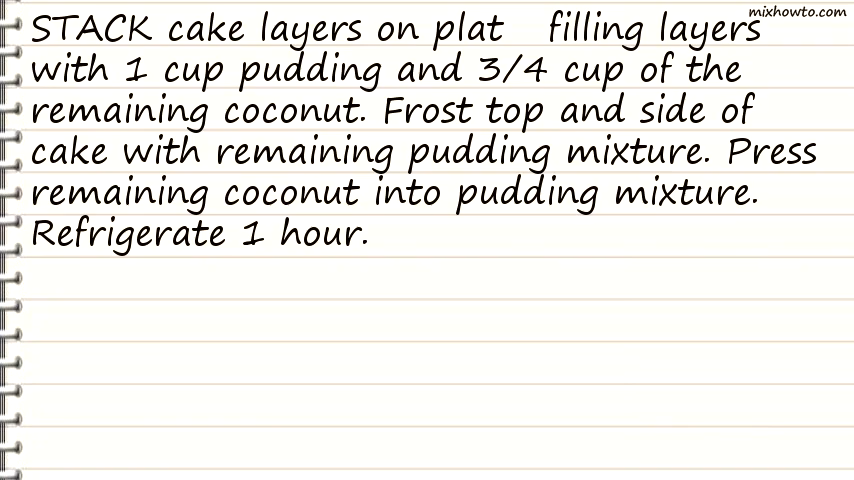 mixhowto.com
STACK cake layers on plat filling layers
with 1 cup pudding and 3/4 cup of the
remaining coconut. Frost top and side of
cake with remaining pudding mixture. Press
remaining coconut into pudding mixture.
Refrigerate 1 hour.